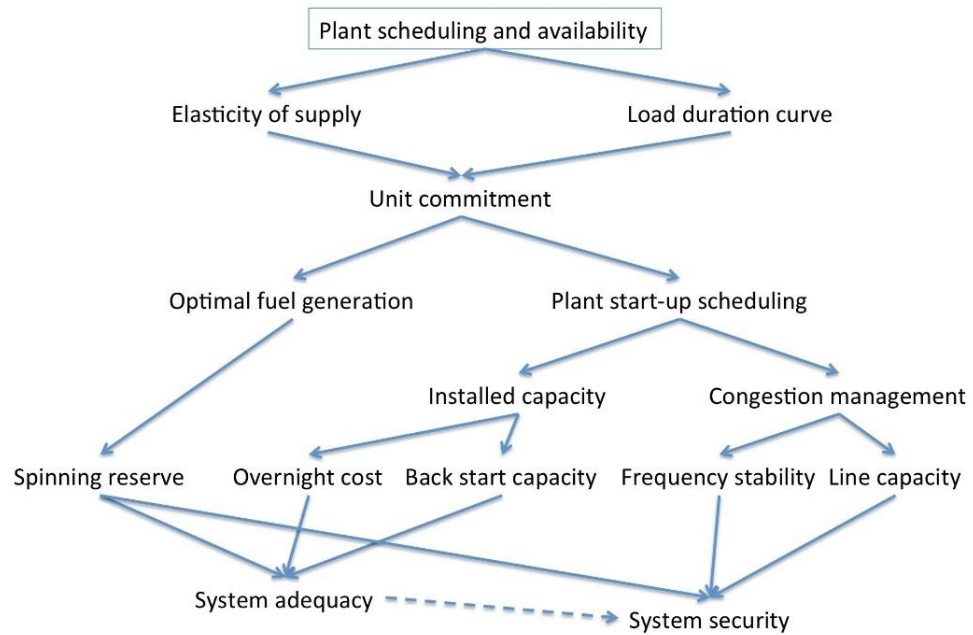 Plant scheduling and availability
Elasticity of supply
Load duration curve
Unit commitment
Optimal fuel generation
Plant start-up scheduling
Installed capacity
Congestion management
Spinning reserve
Overnight cost
Back start capacity
Frequency stability
Line capacity
System adequacy
System security